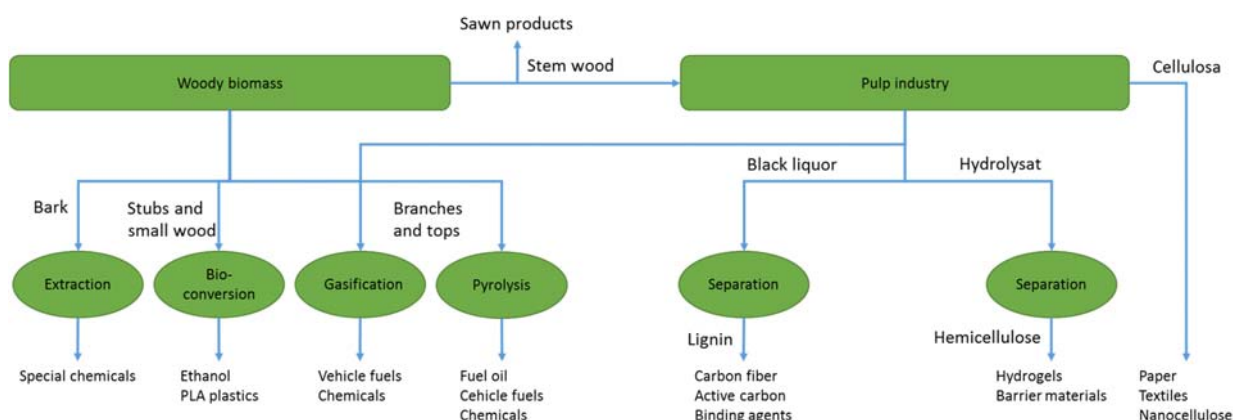 Sawn products
Stem wood
Cellulosa
Woody biomass
Pulp industry
Black liquor
Hydrolysat
Bark
Stubs and
small wood
Branches
and tops
Extraction
Bio-
conversion
Gasification
Pyrolysis
Separation
Separation
Lignin
Hemicellulose
Special chemicals
Ethanol
PLA plastics
Vehicle fuels
Chemicals
Fuel oil
Cehicle fuels
Chemicals
Carbon fiber
Active carbon
Binding agents
Hydrogels
Barrier materials
Paper
Textiles
Nanocellulose